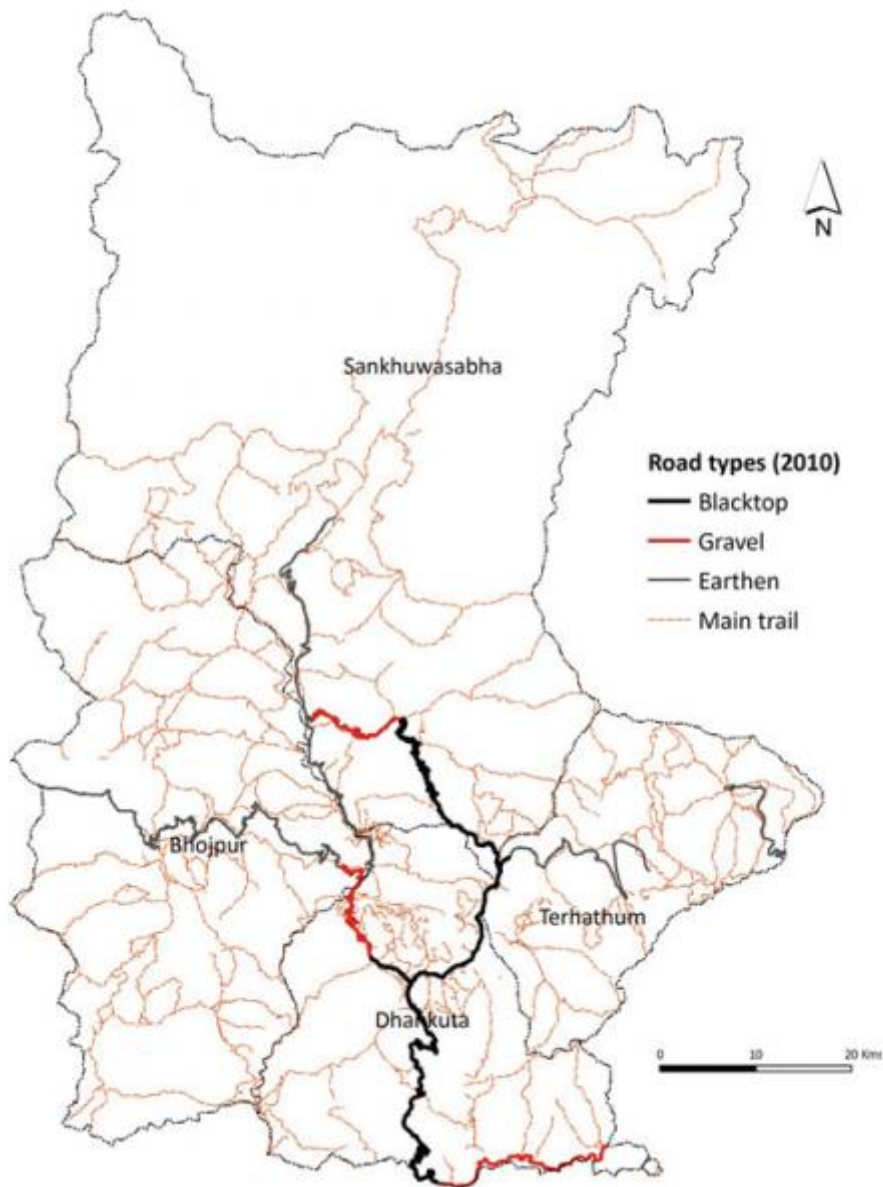 N
Sankhuwasabha
Road types (2010)
Blacktop
Gravel
Earthen
Main trail
Bhojpur
Terhathum
Dhankuta
0 10 20 Kms